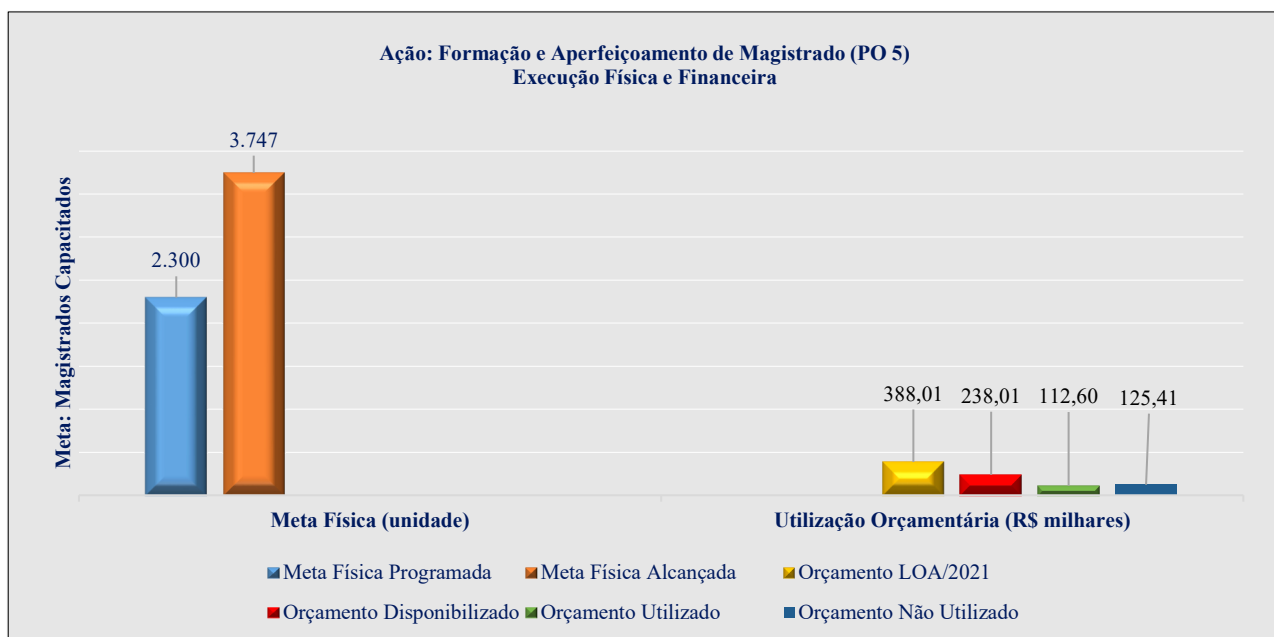 Ação: Formação e Aperfeiçoamento de Magistrado (PO 5)
Execução Física e Financeira
Meta: Magistrados Capacitados
2.300
3.747
388,01
238,01
112,60
125,41
Meta Física (unidade)
Utilização Orçamentária (R$ milhares)
Meta Física Programada
Meta Física Alcançada
Orçamento LOA/2021
Orçamento Disponibilizado
Orçamento Utilizado
Orçamento Não Utilizado